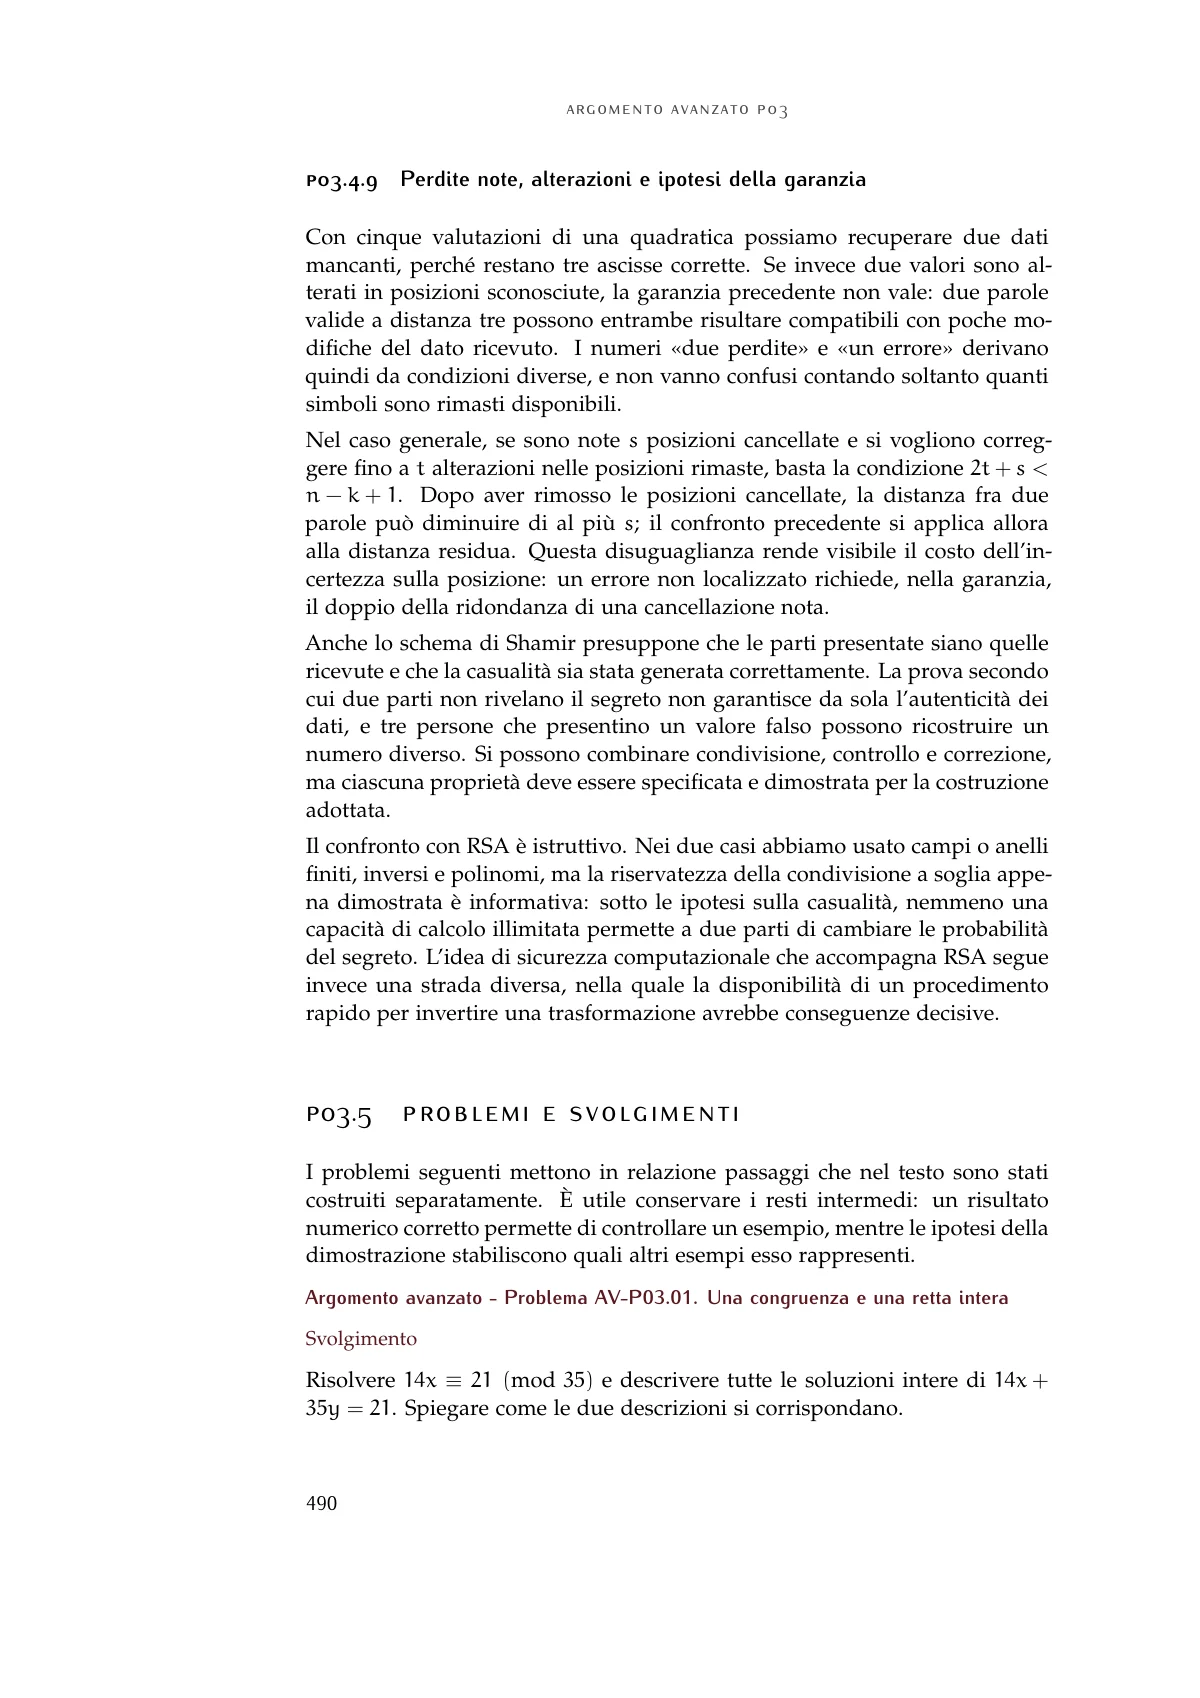 ARGOMENTO AVANZATO P03
P03.4.9 Perdite note, alterazioni e ipotesi della garanzia
Con cinque valutazioni di una quadratica possiamo recuperare due dati
mancanti, perché restano tre ascisse corrette. Se invece due valori sono al-
terati in posizioni sconosciute, la garanzia precedente non vale: due parole
valide a distanza tre possono entrambe risultare compatibili con poche mo-
difiche del dato ricevuto. I numeri «due perdite» e «un errore» derivano
quindi da condizioni diverse, e non vanno confusi contando soltanto quanti
simboli sono rimasti disponibili.
Nel caso generale, se sono note s posizioni cancellate e si vogliono correg-
gere fino a t alterazioni nelle posizioni rimaste, basta la condizione 2t + s <
n − k + 1. Dopo aver rimosso le posizioni cancellate, la distanza fra due
parole può diminuire di al più s; il confronto precedente si applica allora
alla distanza residua. Questa disuguaglianza rende visibile il costo dell'in-
certezza sulla posizione: un errore non localizzato richiede, nella garanzia,
il doppio della ridondanza di una cancellazione nota.
Anche lo schema di Shamir presuppone che le parti presentate siano quelle
ricevute e che la casualità sia stata generata correttamente. La prova secondo
cui due parti non rivelano il segreto non garantisce da sola l'autenticità dei
dati, e tre persone che presentino un valore falso possono ricostruire un
numero diverso. Si possono combinare condivisione, controllo e correzione,
ma ciascuna proprietà deve essere specificata e dimostrata per la costruzione
adottata.
Il confronto con RSA è istruttivo. Nei due casi abbiamo usato campi o anelli
finiti, inversi e polinomi, ma la riservatezza della condivisione a soglia appe-
na dimostrata è informativa: sotto le ipotesi sulla casualità, nemmeno una
capacità di calcolo illimitata permette a due parti di cambiare le probabilità
del segreto. L'idea di sicurezza computazionale che accompagna RSA segue
invece una strada diversa, nella quale la disponibilità di un procedimento
rapido per invertire una trasformazione avrebbe conseguenze decisive.
P03.5 PROBLEMI E SVOLGIMENTI
I problemi seguenti mettono in relazione passaggi che nel testo sono stati
costruiti separatamente. È utile conservare i resti intermedi: un risultato
numerico corretto permette di controllare un esempio, mentre le ipotesi della
dimostrazione stabiliscono quali altri esempi esso rappresenti.
Argomento avanzato - Problema AV-P03.01. Una congruenza e una retta intera
Svolgimento
Risolvere 14x ≡ 21 (mod 35) e descrivere tutte le soluzioni intere di 14x +
35y = 21. Spiegare come le due descrizioni si corrispondano.
490